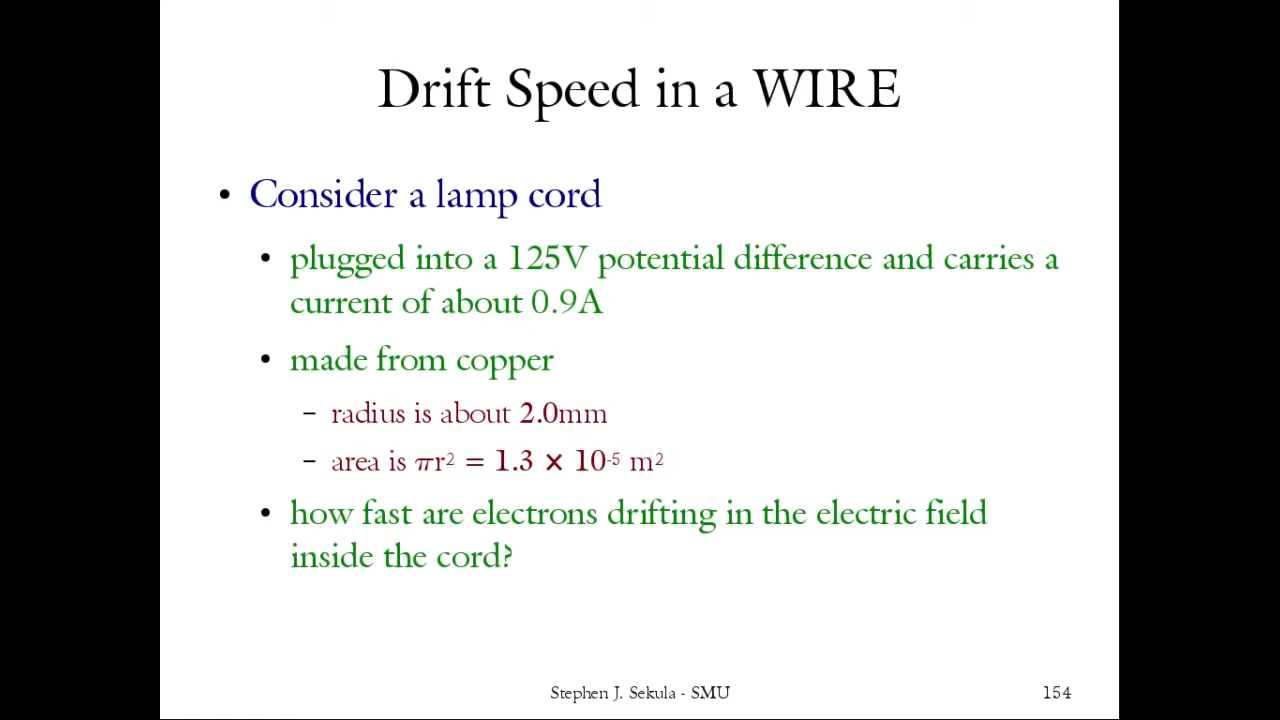 Drift Speed in a WIRE
• Consider a lamp cord
• plugged into a 125V potential difference and carries a
current of about 0.9A
• made from copper
– radius is about 2.0mm
– area is πr² = 1.3 × 10⁻⁵ m²
• how fast are electrons drifting in the electric field
inside the cord?
Stephen J. Sekula - SMU
154